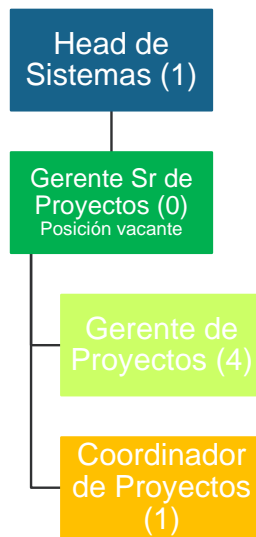 Head de
Sistemas (1)
Gerente Sr de
Proyectos (0)
Posición vacante
Gerente de
Proyectos (4)
Coordinador
de Proyectos
(1)